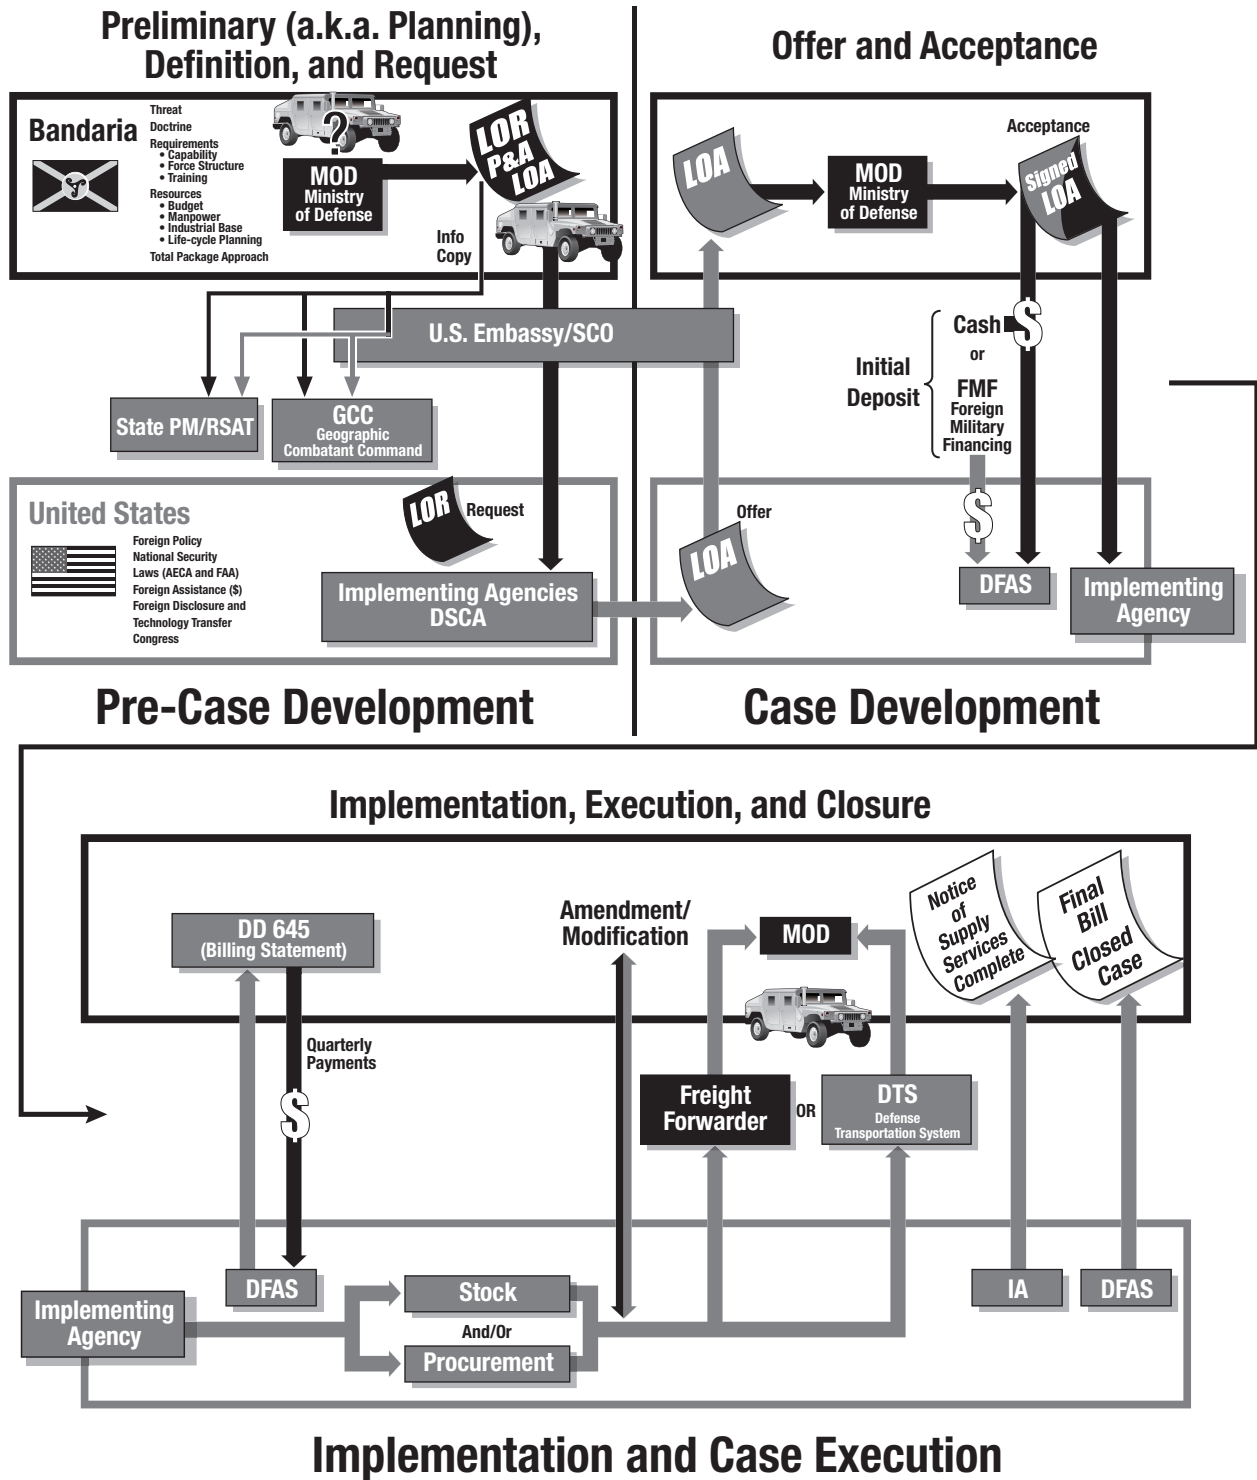 Preliminary (a.k.a. Planning),
Definition, and Request
Offer and Acceptance
Bandaria
Threat
Doctrine
Requirements
• Capability
• Force Structure
• Training
Resources
• Budget
• Manpower
• Industrial Base
• Life-cycle Planning
Total Package Approach
?
MOD
Ministry
of Defense
LOR
P&A
LOA
Info
Copy
LOA
MOD
Ministry
of Defense
Acceptance
Signed
LOA
U.S. Embassy/SCO
State PM/RSAT
GCC
Geographic
Combatant Command
Initial
Deposit
Cash
$
or
FMF
Foreign
Military
Financing
$
United States
Foreign Policy
National Security
Laws (AECA and FAA)
Foreign Assistance ($)
Foreign Disclosure and
Technology Transfer
Congress
LOR
Request
Implementing Agencies
DSCA
Offer
LOA
DFAS
Implementing
Agency
Pre-Case Development
Case Development
Implementation, Execution, and Closure
DD 645
(Billing Statement)
Quarterly
Payments
$
Amendment/
Modification
MOD
Notice
of
Supply
Services
Complete
Final
Bill
Closed
Case
Freight
Forwarder
OR
DTS
Defense
Transportation System
Implementing
Agency
DFAS
Stock
And/Or
Procurement
IA
DFAS
Implementation and Case Execution